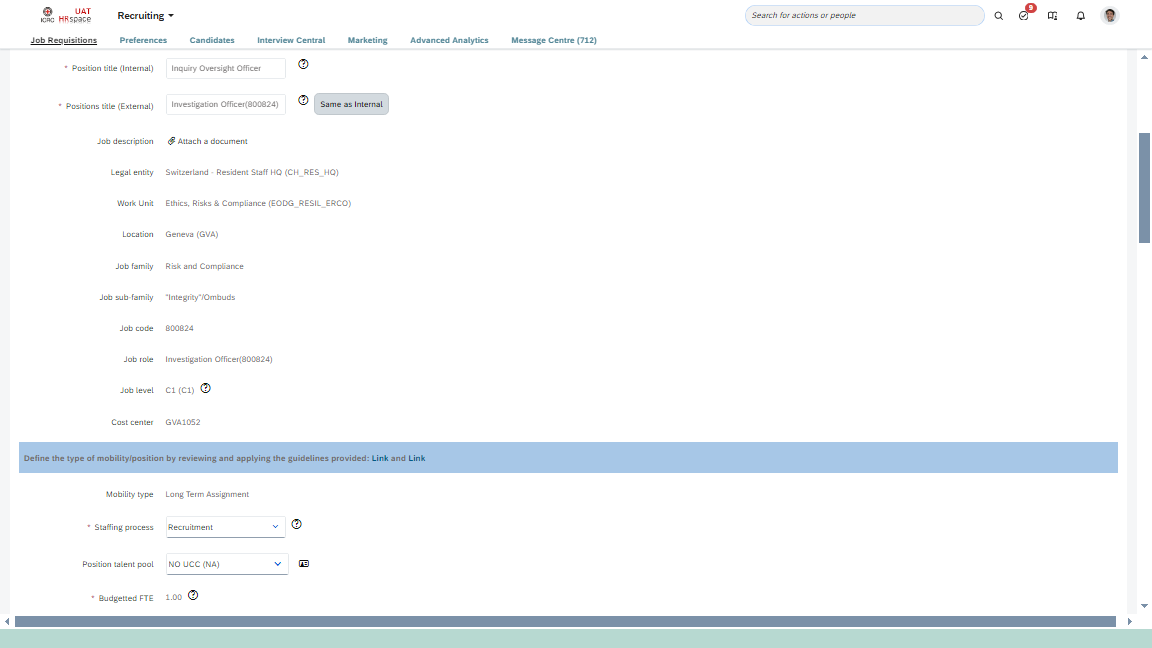 UAT
ICRC HRspace
Recruiting
Search for actions or people
9
Job Requisitions Preferences Candidates Interview Central Marketing Advanced Analytics Message Centre (712)
* Position title (Internal) Inquiry Oversight Officer
* Positions title (External) Investigation Officer(800824) Same as Internal
Job description Attach a document
Legal entity Switzerland - Resident Staff HQ (CH_RES_HQ)
Work Unit Ethics, Risks & Compliance (EODG_RESIL_ERCO)
Location Geneva (GVA)
Job family Risk and Compliance
Job sub-family "Integrity"/Ombuds
Job code 800824
Job role Investigation Officer(800824)
Job level C1 (C1)
Cost center GVA1052
Define the type of mobility/position by reviewing and applying the guidelines provided: Link and Link
Mobility type Long Term Assignment
* Staffing process Recruitment
Position talent pool NO UCC (NA)
* Budgetted FTE 1.00